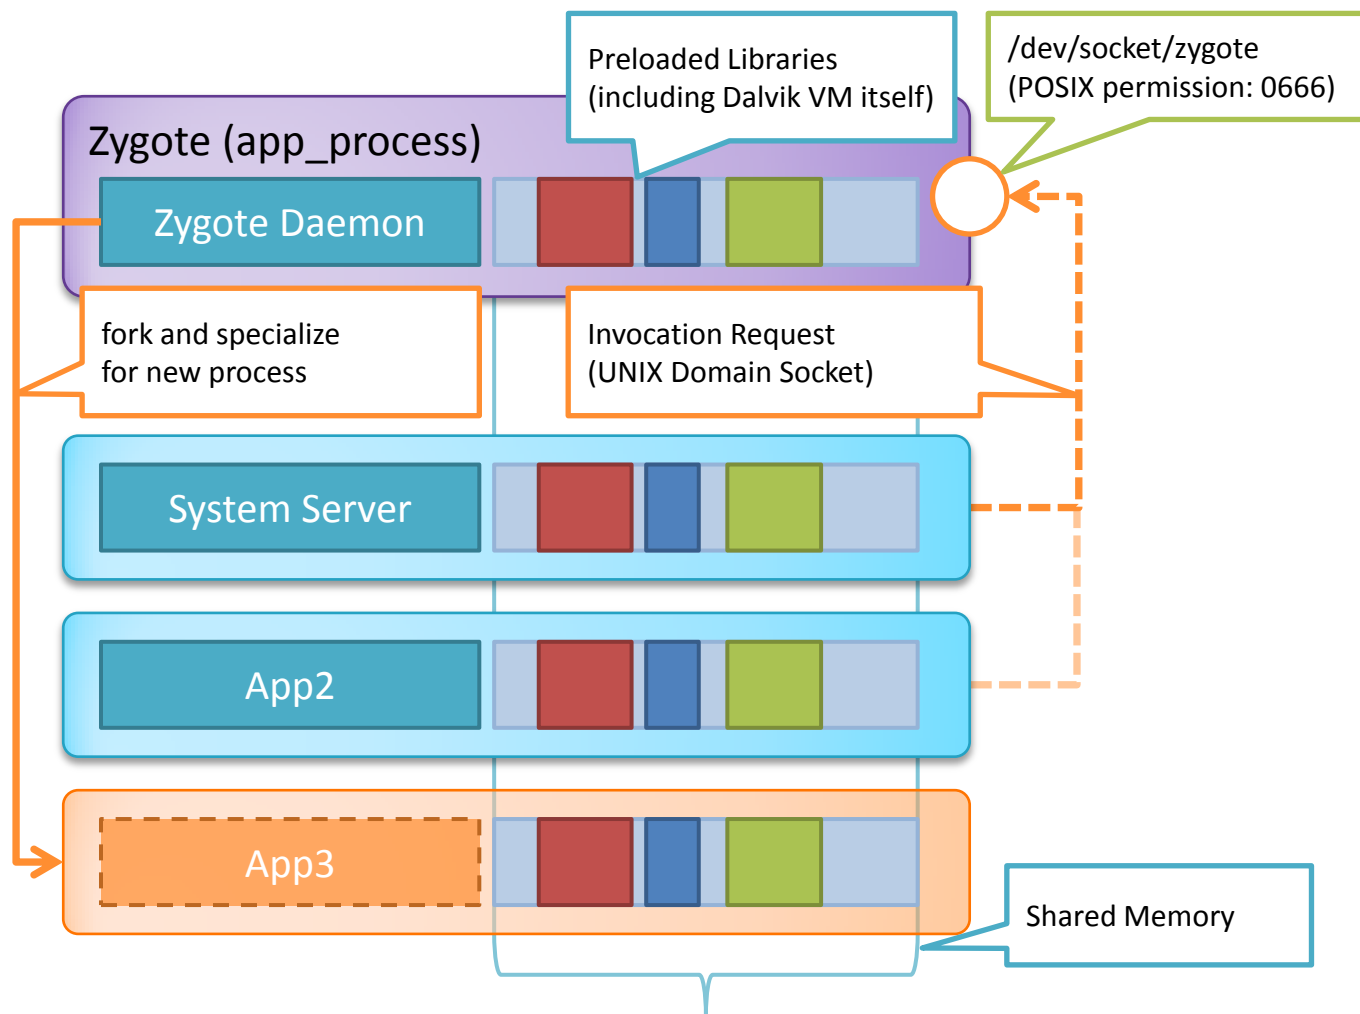 Preloaded Libraries
(including Dalvik VM itself)
/dev/socket/zygote
(POSIX permission: 0666)
Zygote (app_process)
Zygote Daemon
fork and specialize
for new process
Invocation Request
(UNIX Domain Socket)
System Server
App2
App3
Shared Memory